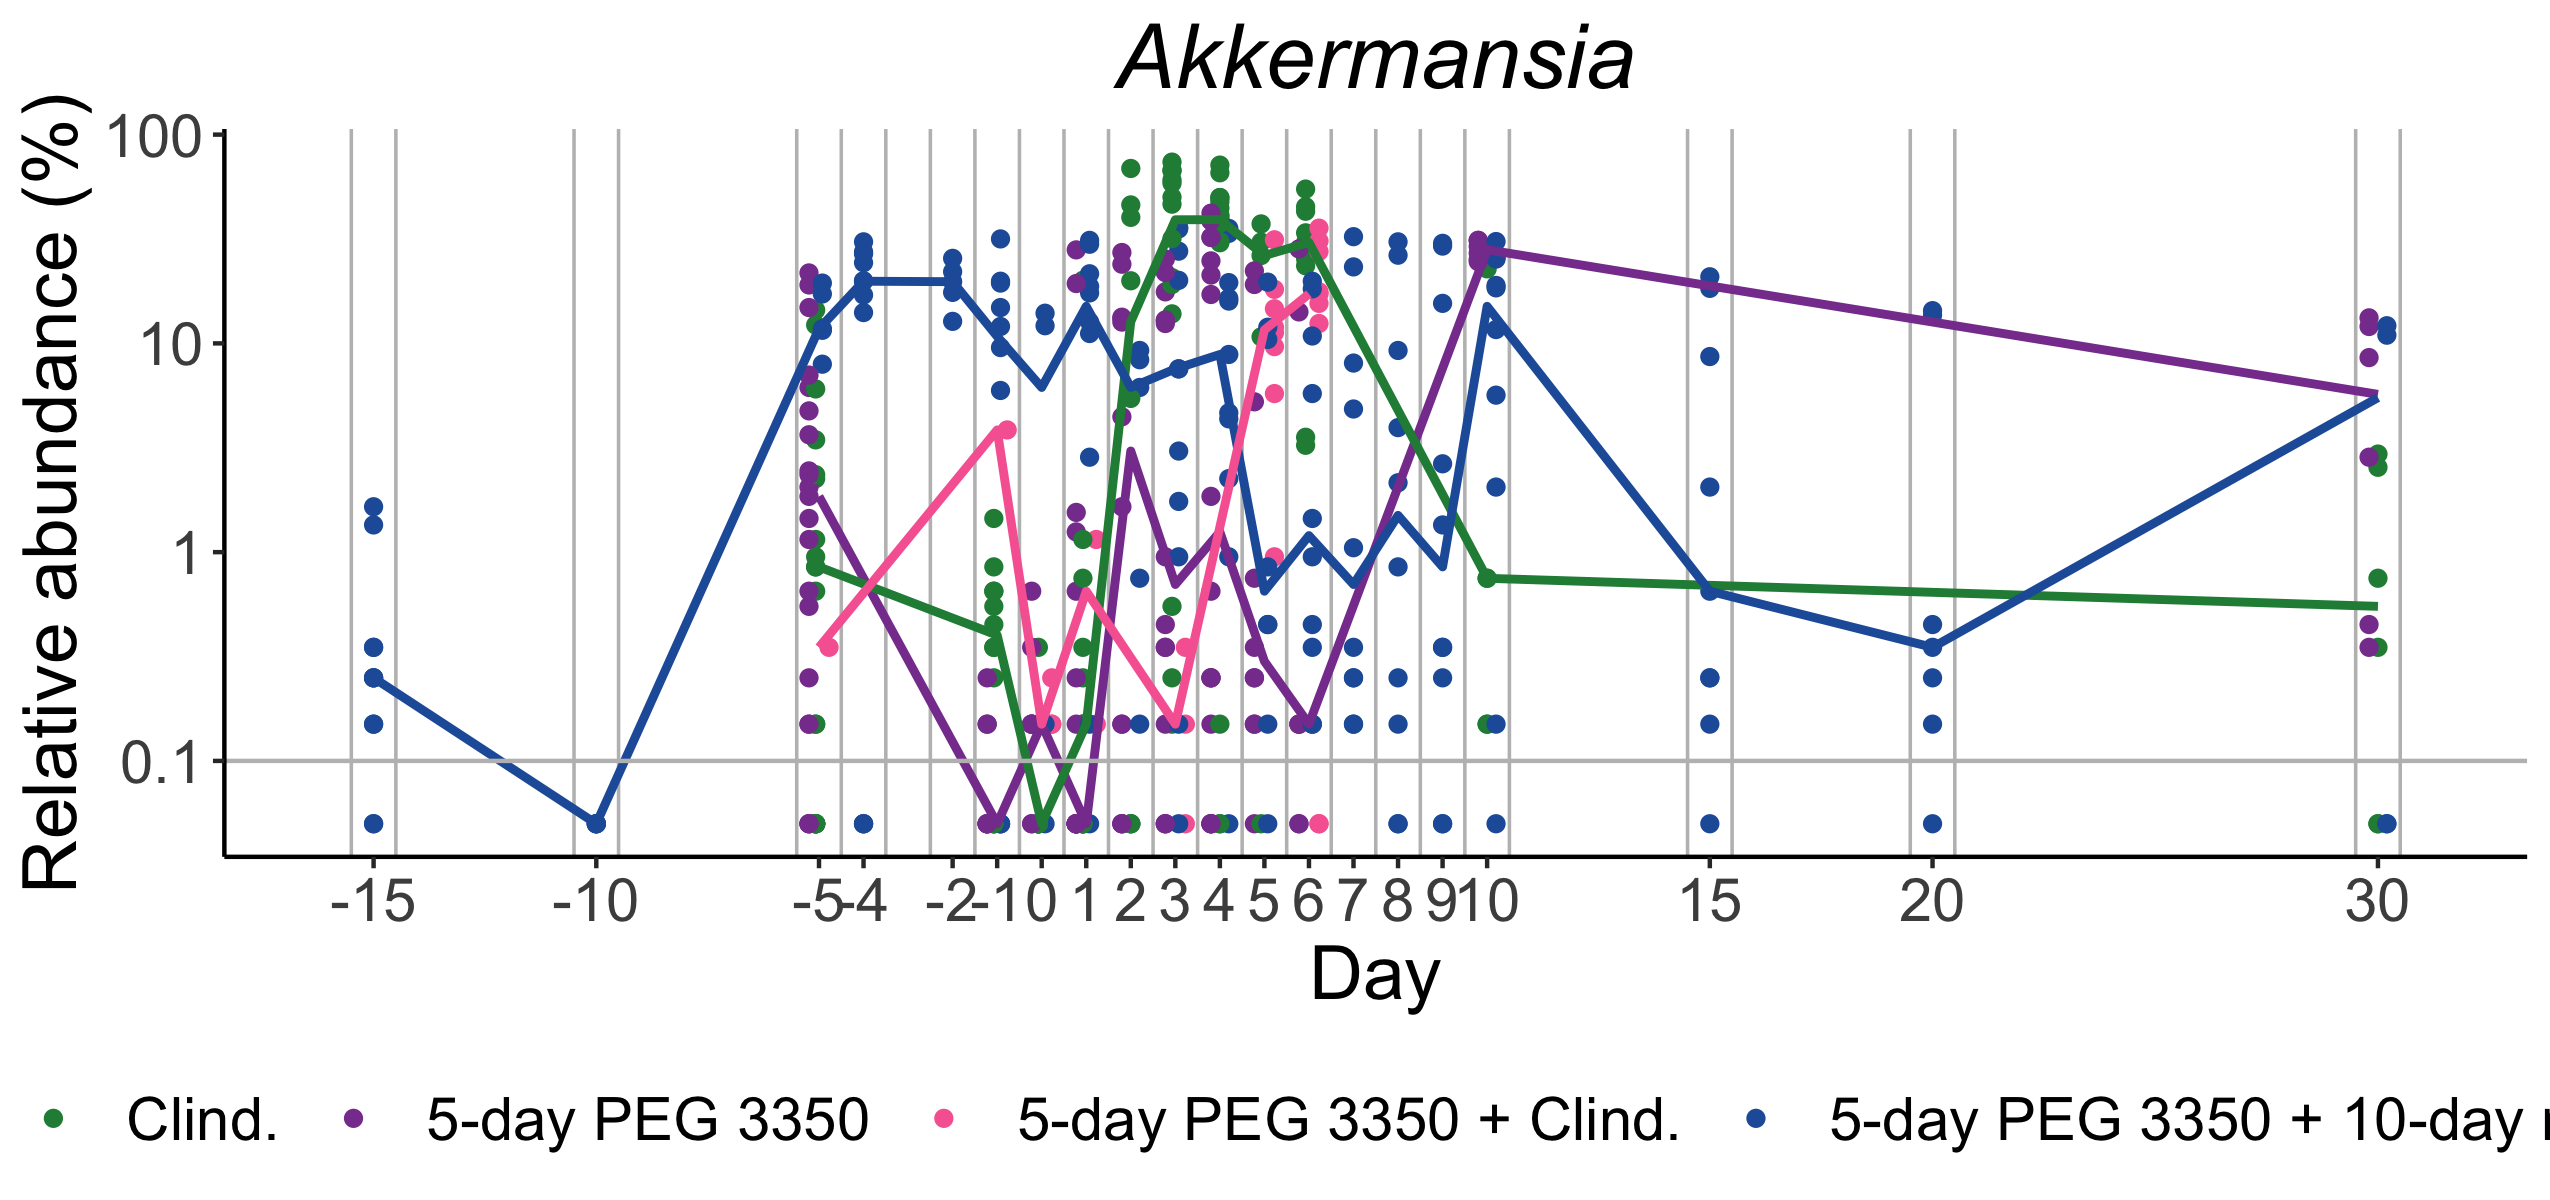 Akkermansia
Relative abundance (%)
100
10
1
0.1
-15 -10 -5 -4 -2 -1 0 1 2 3 4 5 6 7 8 9 10 15 20 30
Day
Clind. 5-day PEG 3350 5-day PEG 3350 + Clind. 5-day PEG 3350 + 10-day